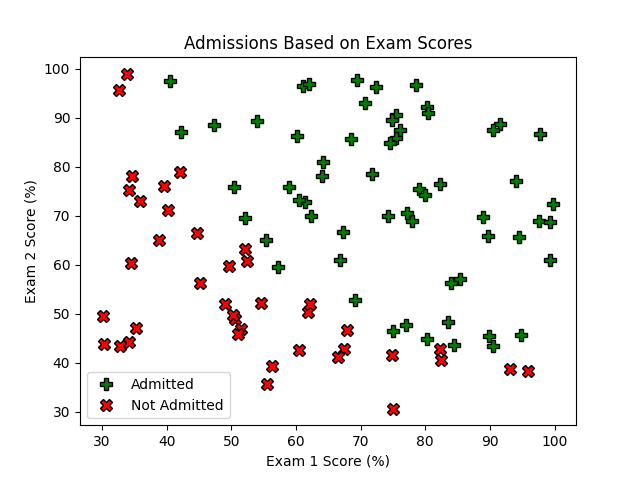 Admissions Based on Exam Scores
100
90
80
70
60
50
40
30
Exam 2 Score (%)
Admitted
Not Admitted
30 40 50 60 70 80 90 100
Exam 1 Score (%)